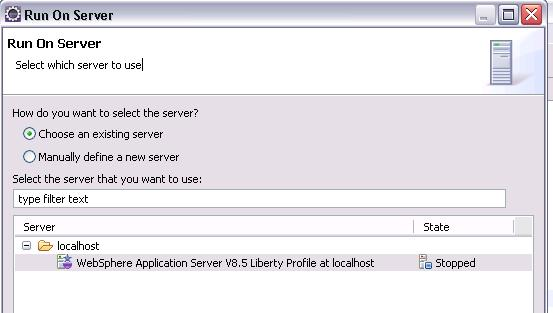 Run On Server
Run On Server
Select which server to use
How do you want to select the server?
Choose an existing server
Manually define a new server
Select the server that you want to use:
type filter text
Server State
localhost
WebSphere Application Server V8.5 Liberty Profile at localhost Stopped